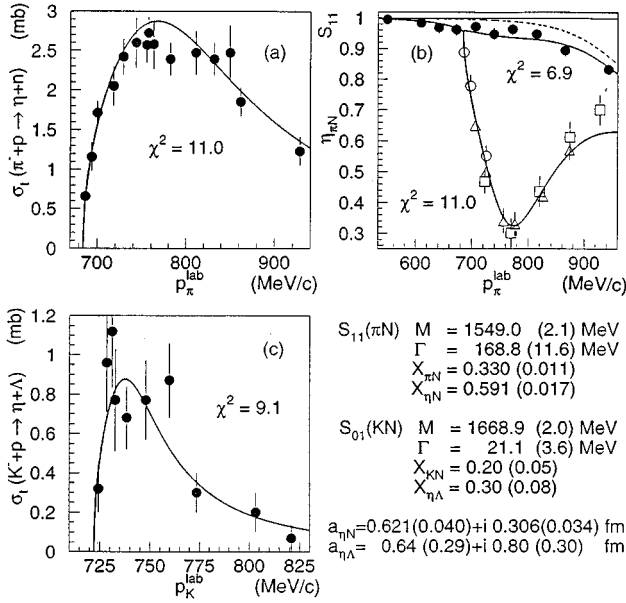 σt (π⁻+p → η+n) (mb)
3
2.5
2
1.5
1
0.5
0
(a)
χ² = 11.0
700 800 900
p_π^lab (MeV/c)
S₁₁
η_πN
1
0.9
0.8
0.7
0.6
0.5
0.4
0.3
(b)
χ² = 6.9
χ² = 11.0
600 700 800 900
p_π^lab (MeV/c)
σt (K⁻+p → η+Λ) (mb)
1.2
1
0.8
0.6
0.4
0.2
0
(c)
χ² = 9.1
725 750 775 800 825
p_K^lab (MeV/c)
S₁₁(πN) M = 1549.0 (2.1) MeV
Γ = 168.8 (11.6) MeV
X_πN = 0.330 (0.011)
X_ηN = 0.591 (0.017)
S₀₁(KN) M = 1668.9 (2.0) MeV
Γ = 21.1 (3.6) MeV
X_KN = 0.20 (0.05)
X_ηΛ = 0.30 (0.08)
a_ηN=0.621(0.040)+i 0.306(0.034) fm
a_ηΛ= 0.64 (0.29)+i 0.80 (0.30) fm